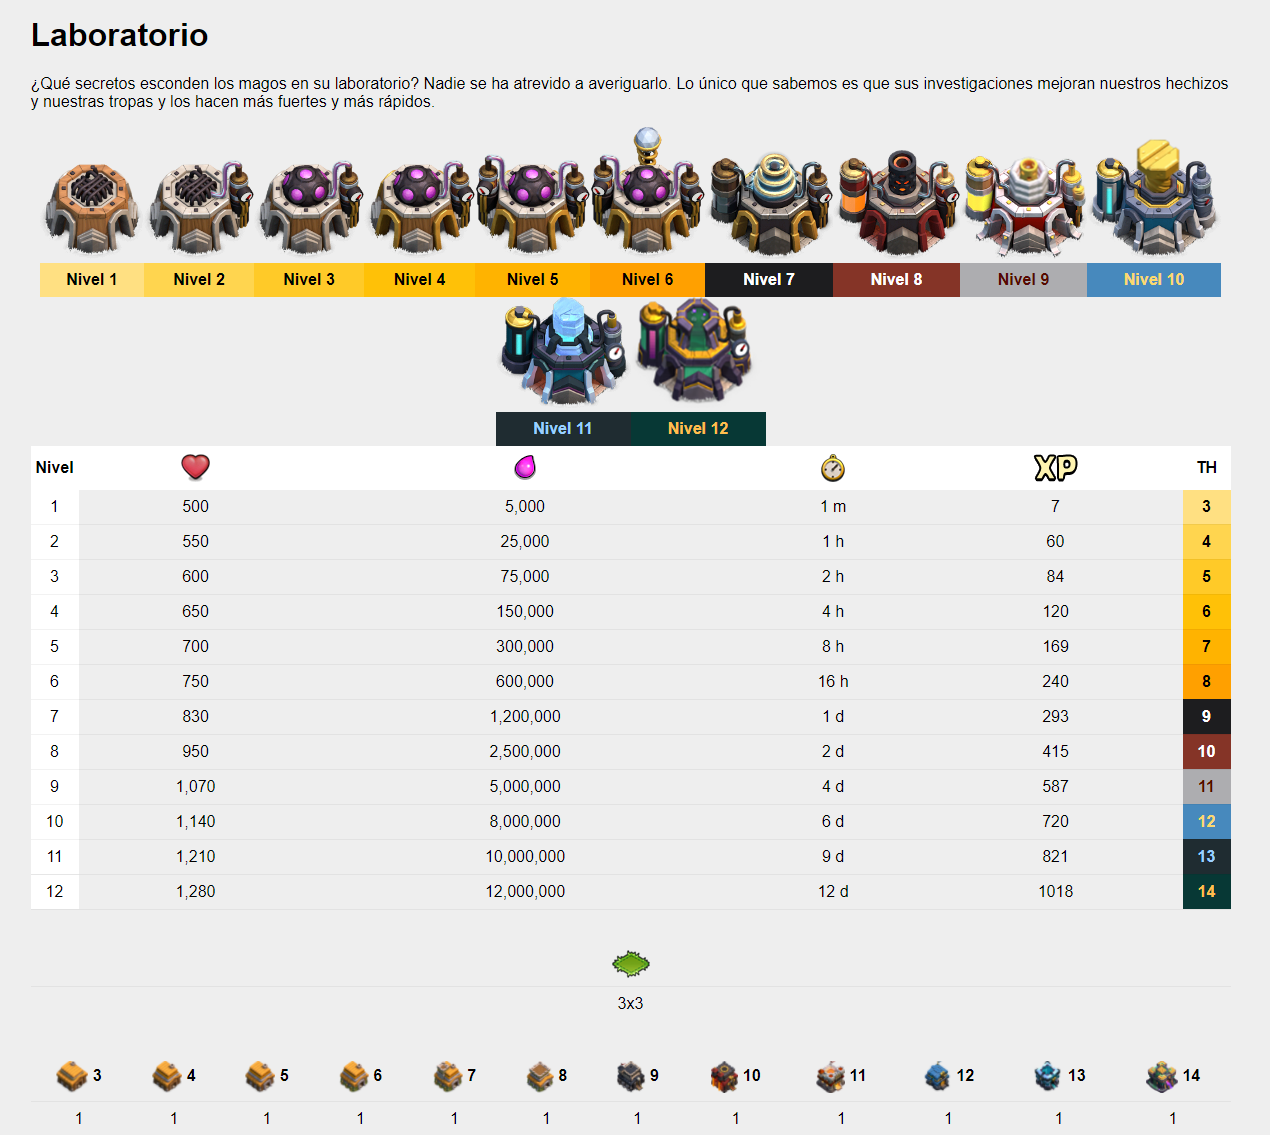 Laboratorio
¿Qué secretos esconden los magos en su laboratorio? Nadie se ha atrevido a averiguarlo. Lo único que sabemos es que sus investigaciones mejoran nuestros hechizos
y nuestras tropas y los hacen más fuertes y más rápidos.
Nivel 1 Nivel 2 Nivel 3 Nivel 4 Nivel 5 Nivel 6 Nivel 7 Nivel 8 Nivel 9 Nivel 10
Nivel 11 Nivel 12
Nivel XP TH
1 500 5,000 1 m 7 3
2 550 25,000 1 h 60 4
3 600 75,000 2 h 84 5
4 650 150,000 4 h 120 6
5 700 300,000 8 h 169 7
6 750 600,000 16 h 240 8
7 830 1,200,000 1 d 293 9
8 950 2,500,000 2 d 415 10
9 1,070 5,000,000 4 d 587 11
10 1,140 8,000,000 6 d 720 12
11 1,210 10,000,000 9 d 821 13
12 1,280 12,000,000 12 d 1018 14
3x3
3 4 5 6 7 8 9 10 11 12 13 14
1 1 1 1 1 1 1 1 1 1 1 1